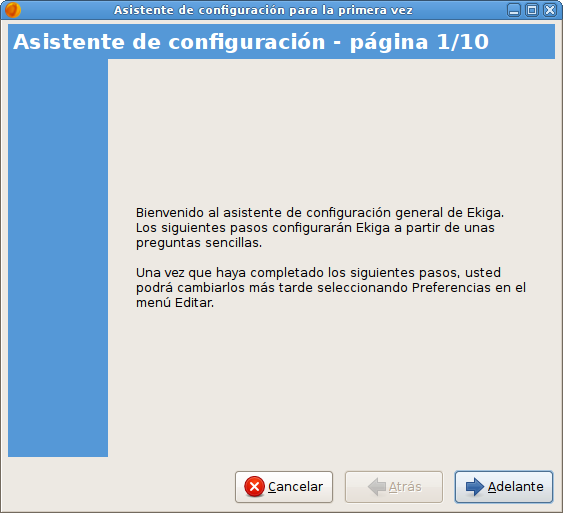 Asistente de configuración para la primera vez
Asistente de configuración - página 1/10
Bienvenido al asistente de configuración general de Ekiga.
Los siguientes pasos configurarán Ekiga a partir de unas
preguntas sencillas.
Una vez que haya completado los siguientes pasos, usted
podrá cambiarlos más tarde seleccionando Preferencias en el
menú Editar.
Cancelar
Atrás
Adelante